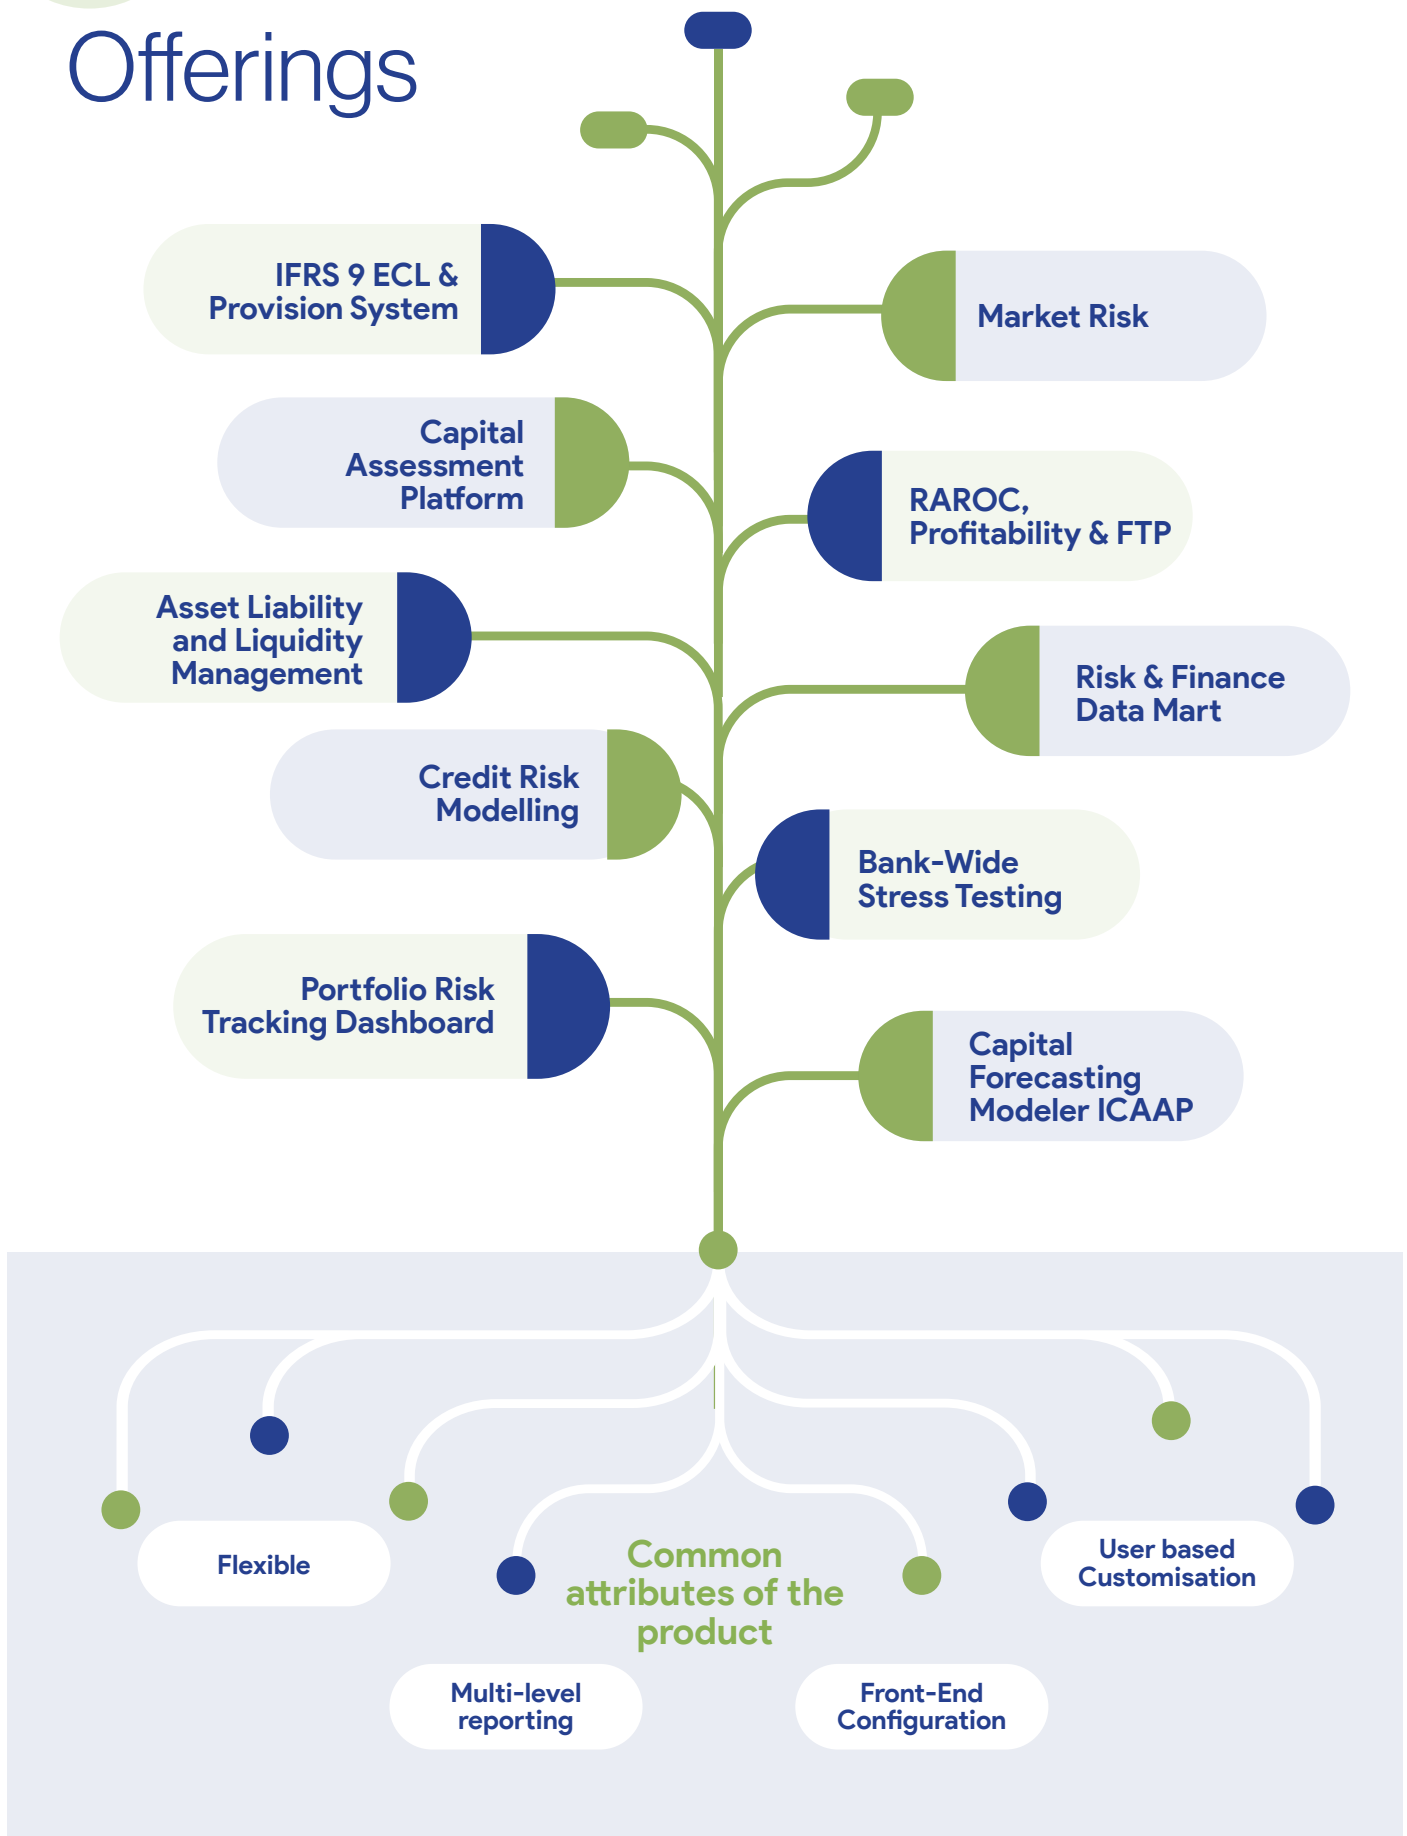 Offerings
IFRS 9 ECL &
Provision System
Market Risk
Capital
Assessment
Platform
RAROC,
Profitability & FTP
Asset Liability
and Liquidity
Management
Risk & Finance
Data Mart
Credit Risk
Modelling
Bank-Wide
Stress Testing
Portfolio Risk
Tracking Dashboard
Capital
Forecasting
Modeler ICAAP
Flexible
Common
attributes of the
product
User based
Customisation
Multi-level
reporting
Front-End
Configuration